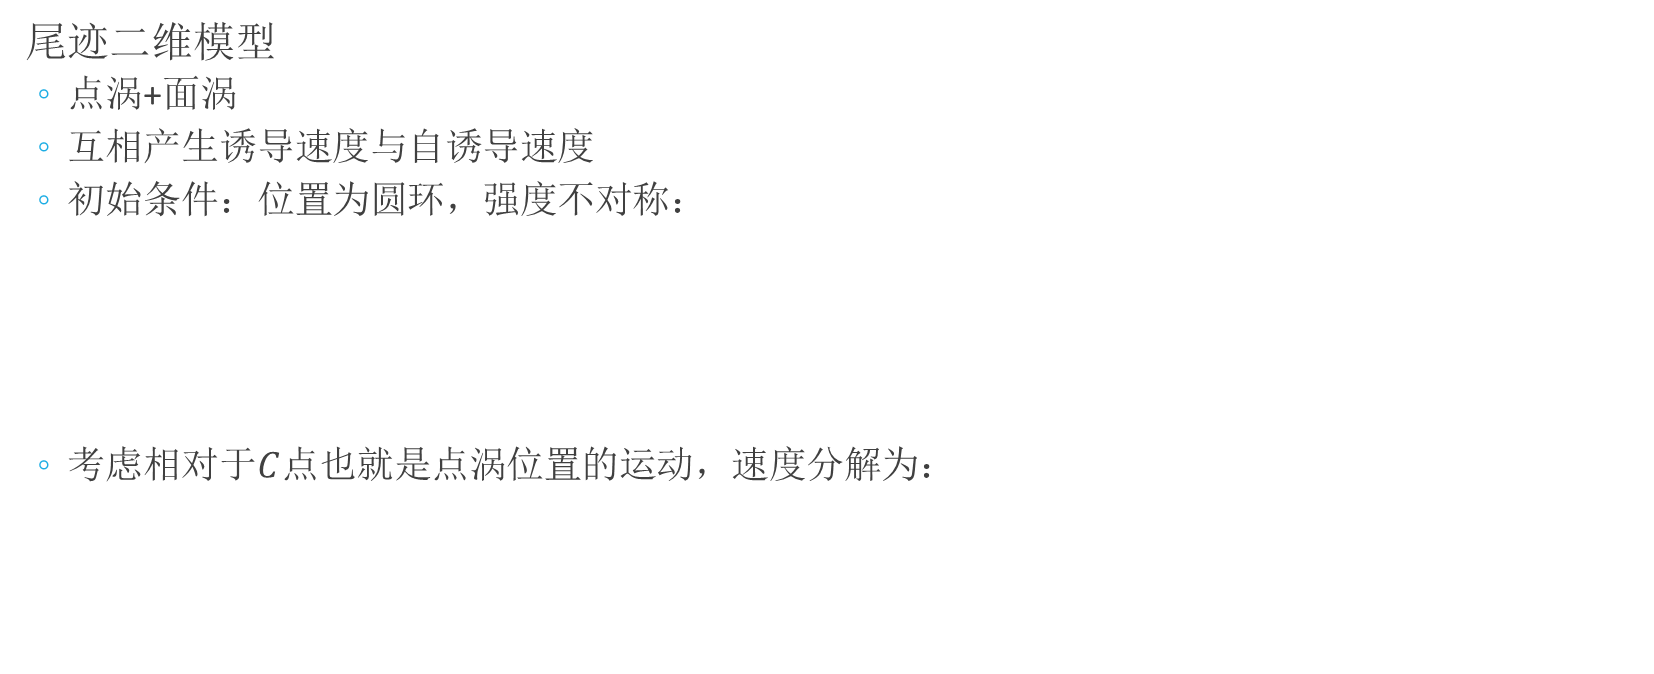 尾迹二维模型
◦ 点涡+面涡
◦ 互相产生诱导速度与自诱导速度
◦ 初始条件：位置为圆环，强度不对称：
◦ 考虑相对于C点也就是点涡位置的运动，速度分解为：